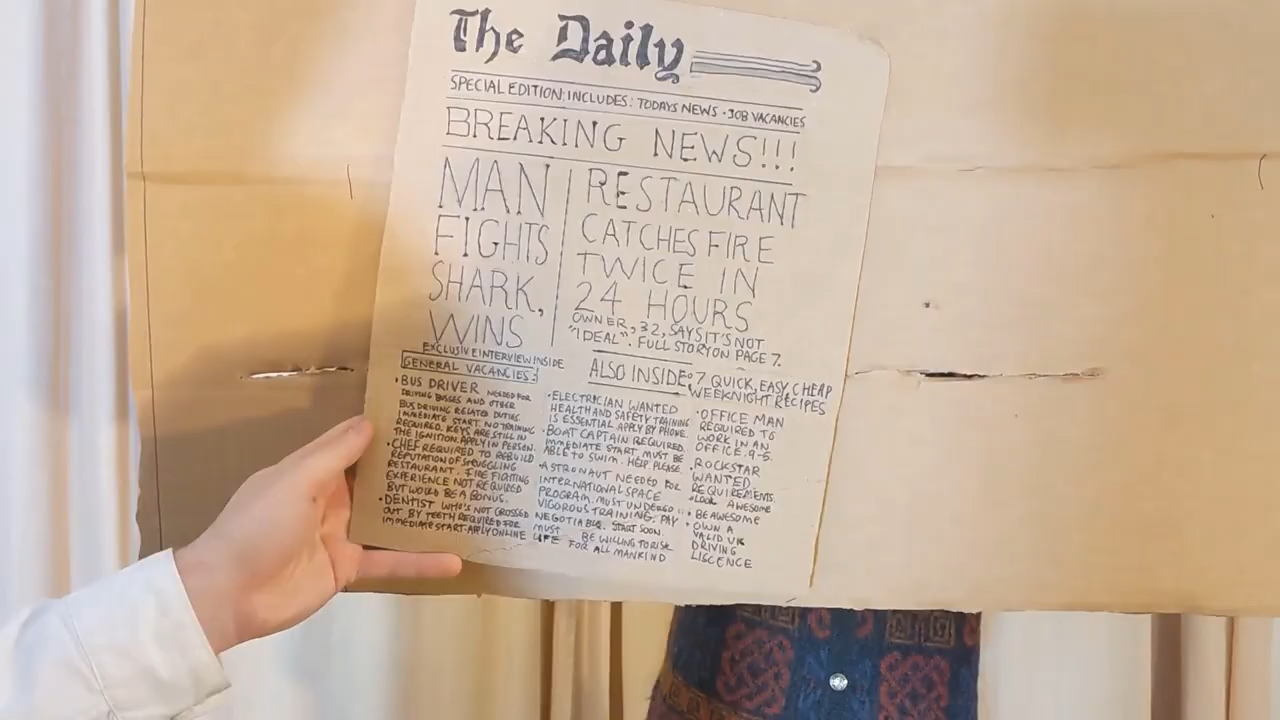 The Daily
SPECIAL EDITION: INCLUDES: TODAYS NEWS - JOB VACANCIES
BREAKING NEWS!!!
MAN
FIGHTS
SHARK,
WINS
EXCLUSIVE INTERVIEW INSIDE
RESTAURANT
CATCHES FIRE
TWICE IN
24 HOURS
OWNER, 32, SAYS IT'S NOT
"IDEAL". FULL STORY ON PAGE 7.
ALSO INSIDE: 7 QUICK, EASY CHEAP
WEEKNIGHT RECIPES
GENERAL VACANCIES:
• BUS DRIVER NEEDED FOR
DRIVING BUSSES AND OTHER
BUS DRIVING RELATED DUTIES.
IMMEDIATE START. NO TRAINING
REQUIRED. KEYS ARE STILL IN
THE IGNITION. APPLY IN PERSON.
• CHEF REQUIRED TO REBUILD
REPUTATION OF STRUGGLING
RESTAURANT. FIRE FIGHTING
EXPERIENCE NOT REQUIRED
BUT WOULD BE A BONUS.
• DENTIST WHO'S NOT GROSSED
OUT BY TEETH REQUIRED FOR
IMMEDIATE START. APPLY ONLINE
• ELECTRICIAN WANTED
HEALTH AND SAFETY TRAINING
IS ESSENTIAL. APPLY BY PHONE.
• BOAT CAPTAIN REQUIRED.
IMMEDIATE START. MUST BE
ABLE TO SWIM. HELP PLEASE.
• ASTRONAUT NEEDED FOR
INTERNATIONAL SPACE
PROGRAM. MUST UNDERGO
VIGOROUS TRAINING. PAY
NEGOTIABLE. START SOON.
MUST BE WILLING TO RISK
LIFE FOR ALL MANKIND
• OFFICE MAN
REQUIRED TO
WORK IN AN
OFFICE. 9-5.
• ROCKSTAR
WANTED
REQUIREMENTS:
• LOOK AWESOME
• BE AWESOME
• OWN A
VALID UK
DRIVING
LISCENCE